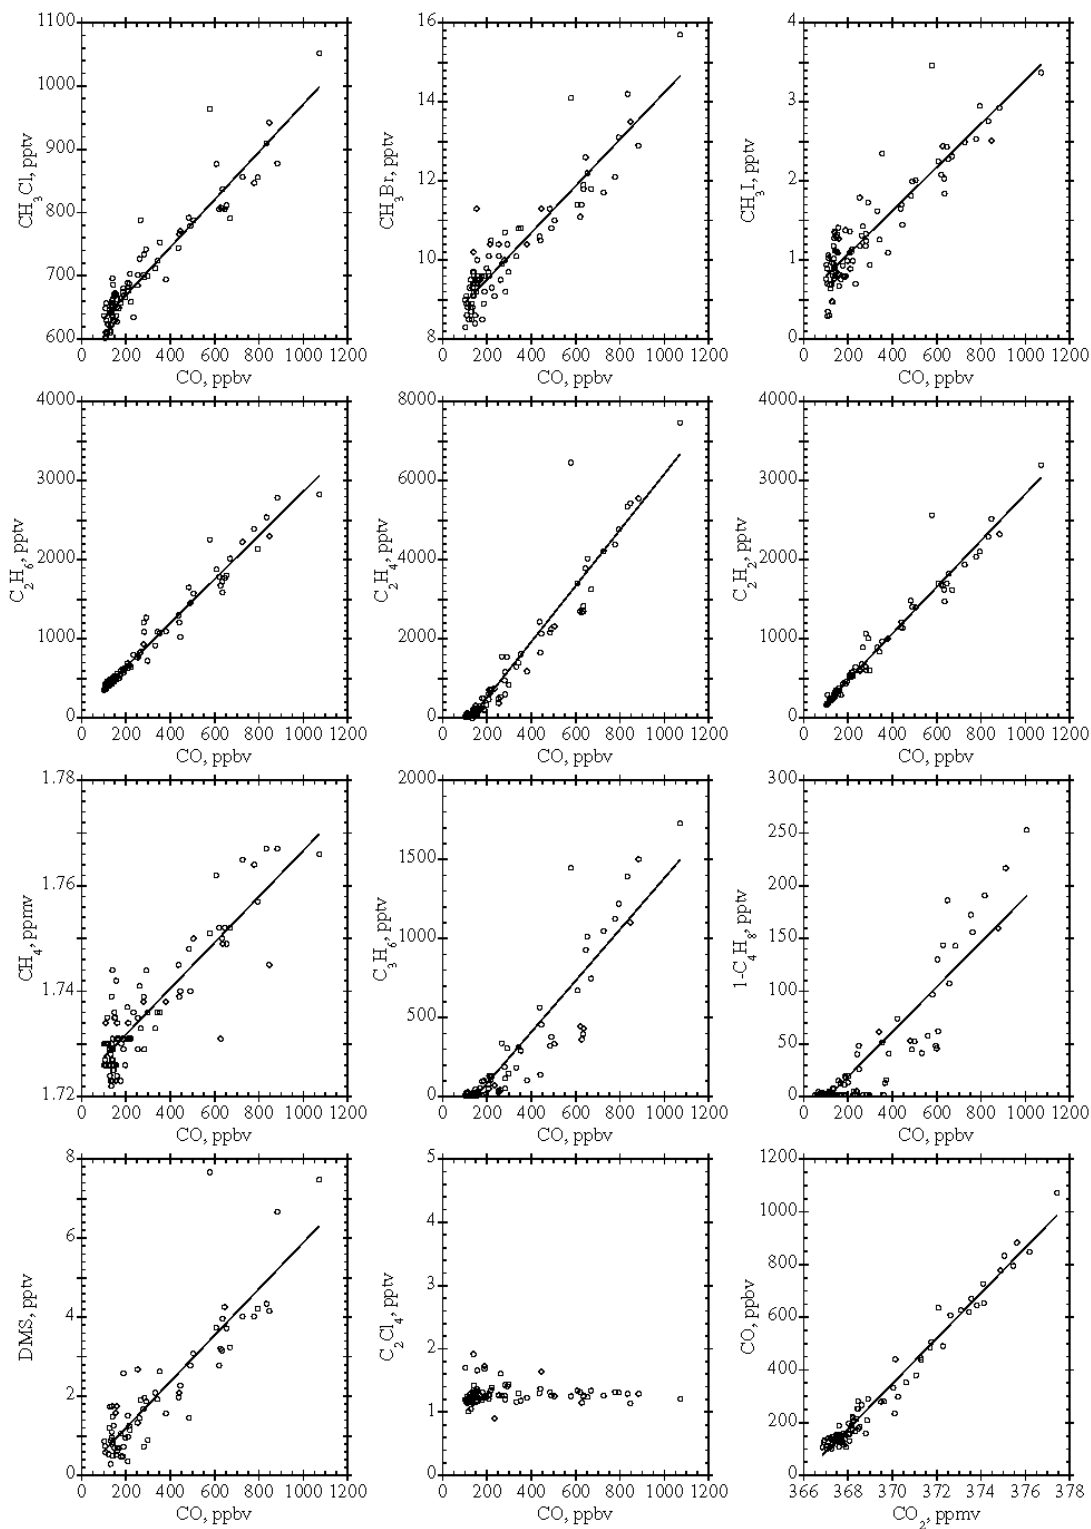 1100
1000
900
800
700
600
CH3Cl, pptv
0 200 400 600 800 1000 1200
CO, ppbv
16
14
12
10
8
CH3Br, pptv
0 200 400 600 800 1000 1200
CO, ppbv
4
3
2
1
0
CH3I, pptv
0 200 400 600 800 1000 1200
CO, ppbv
4000
3000
2000
1000
0
C2H6, pptv
0 200 400 600 800 1000 1200
CO, ppbv
8000
6000
4000
2000
0
C2H4, pptv
0 200 400 600 800 1000 1200
CO, ppbv
4000
3000
2000
1000
0
C2H2, pptv
0 200 400 600 800 1000 1200
CO, ppbv
1.78
1.76
1.74
1.72
CH4, ppmv
0 200 400 600 800 1000 1200
CO, ppbv
2000
1500
1000
500
0
C3H6, pptv
0 200 400 600 800 1000 1200
CO, ppbv
300
250
200
150
100
50
0
1-C4H8, pptv
0 200 400 600 800 1000 1200
CO, ppbv
8
6
4
2
0
DMS, pptv
0 200 400 600 800 1000 1200
CO, ppbv
5
4
3
2
1
0
C2Cl4, pptv
0 200 400 600 800 1000 1200
CO, ppbv
1200
1000
800
600
400
200
0
CO, ppbv
366 368 370 372 374 376 378
CO2, ppmv